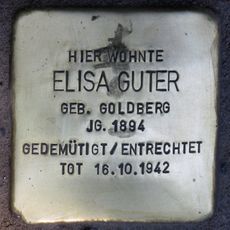 HIER WOHNTE
ELISA GUTER
GEB. GOLDBERG
JG. 1894
GEDEMÜTIGT / ENTRECHTET
TOT 16.10.1942